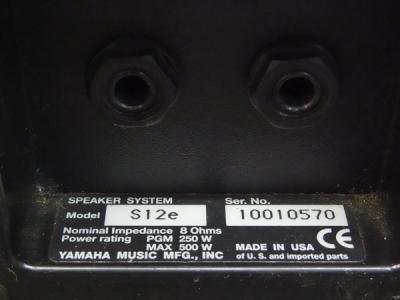 SPEAKER SYSTEM Ser. No.
Model S12e 10010570
Nominal Impedance 8 Ohms
Power rating PGM 250 W MADE IN USA CE
MAX 500 W of U.S. and imported parts
YAMAHA MUSIC MFG., INC